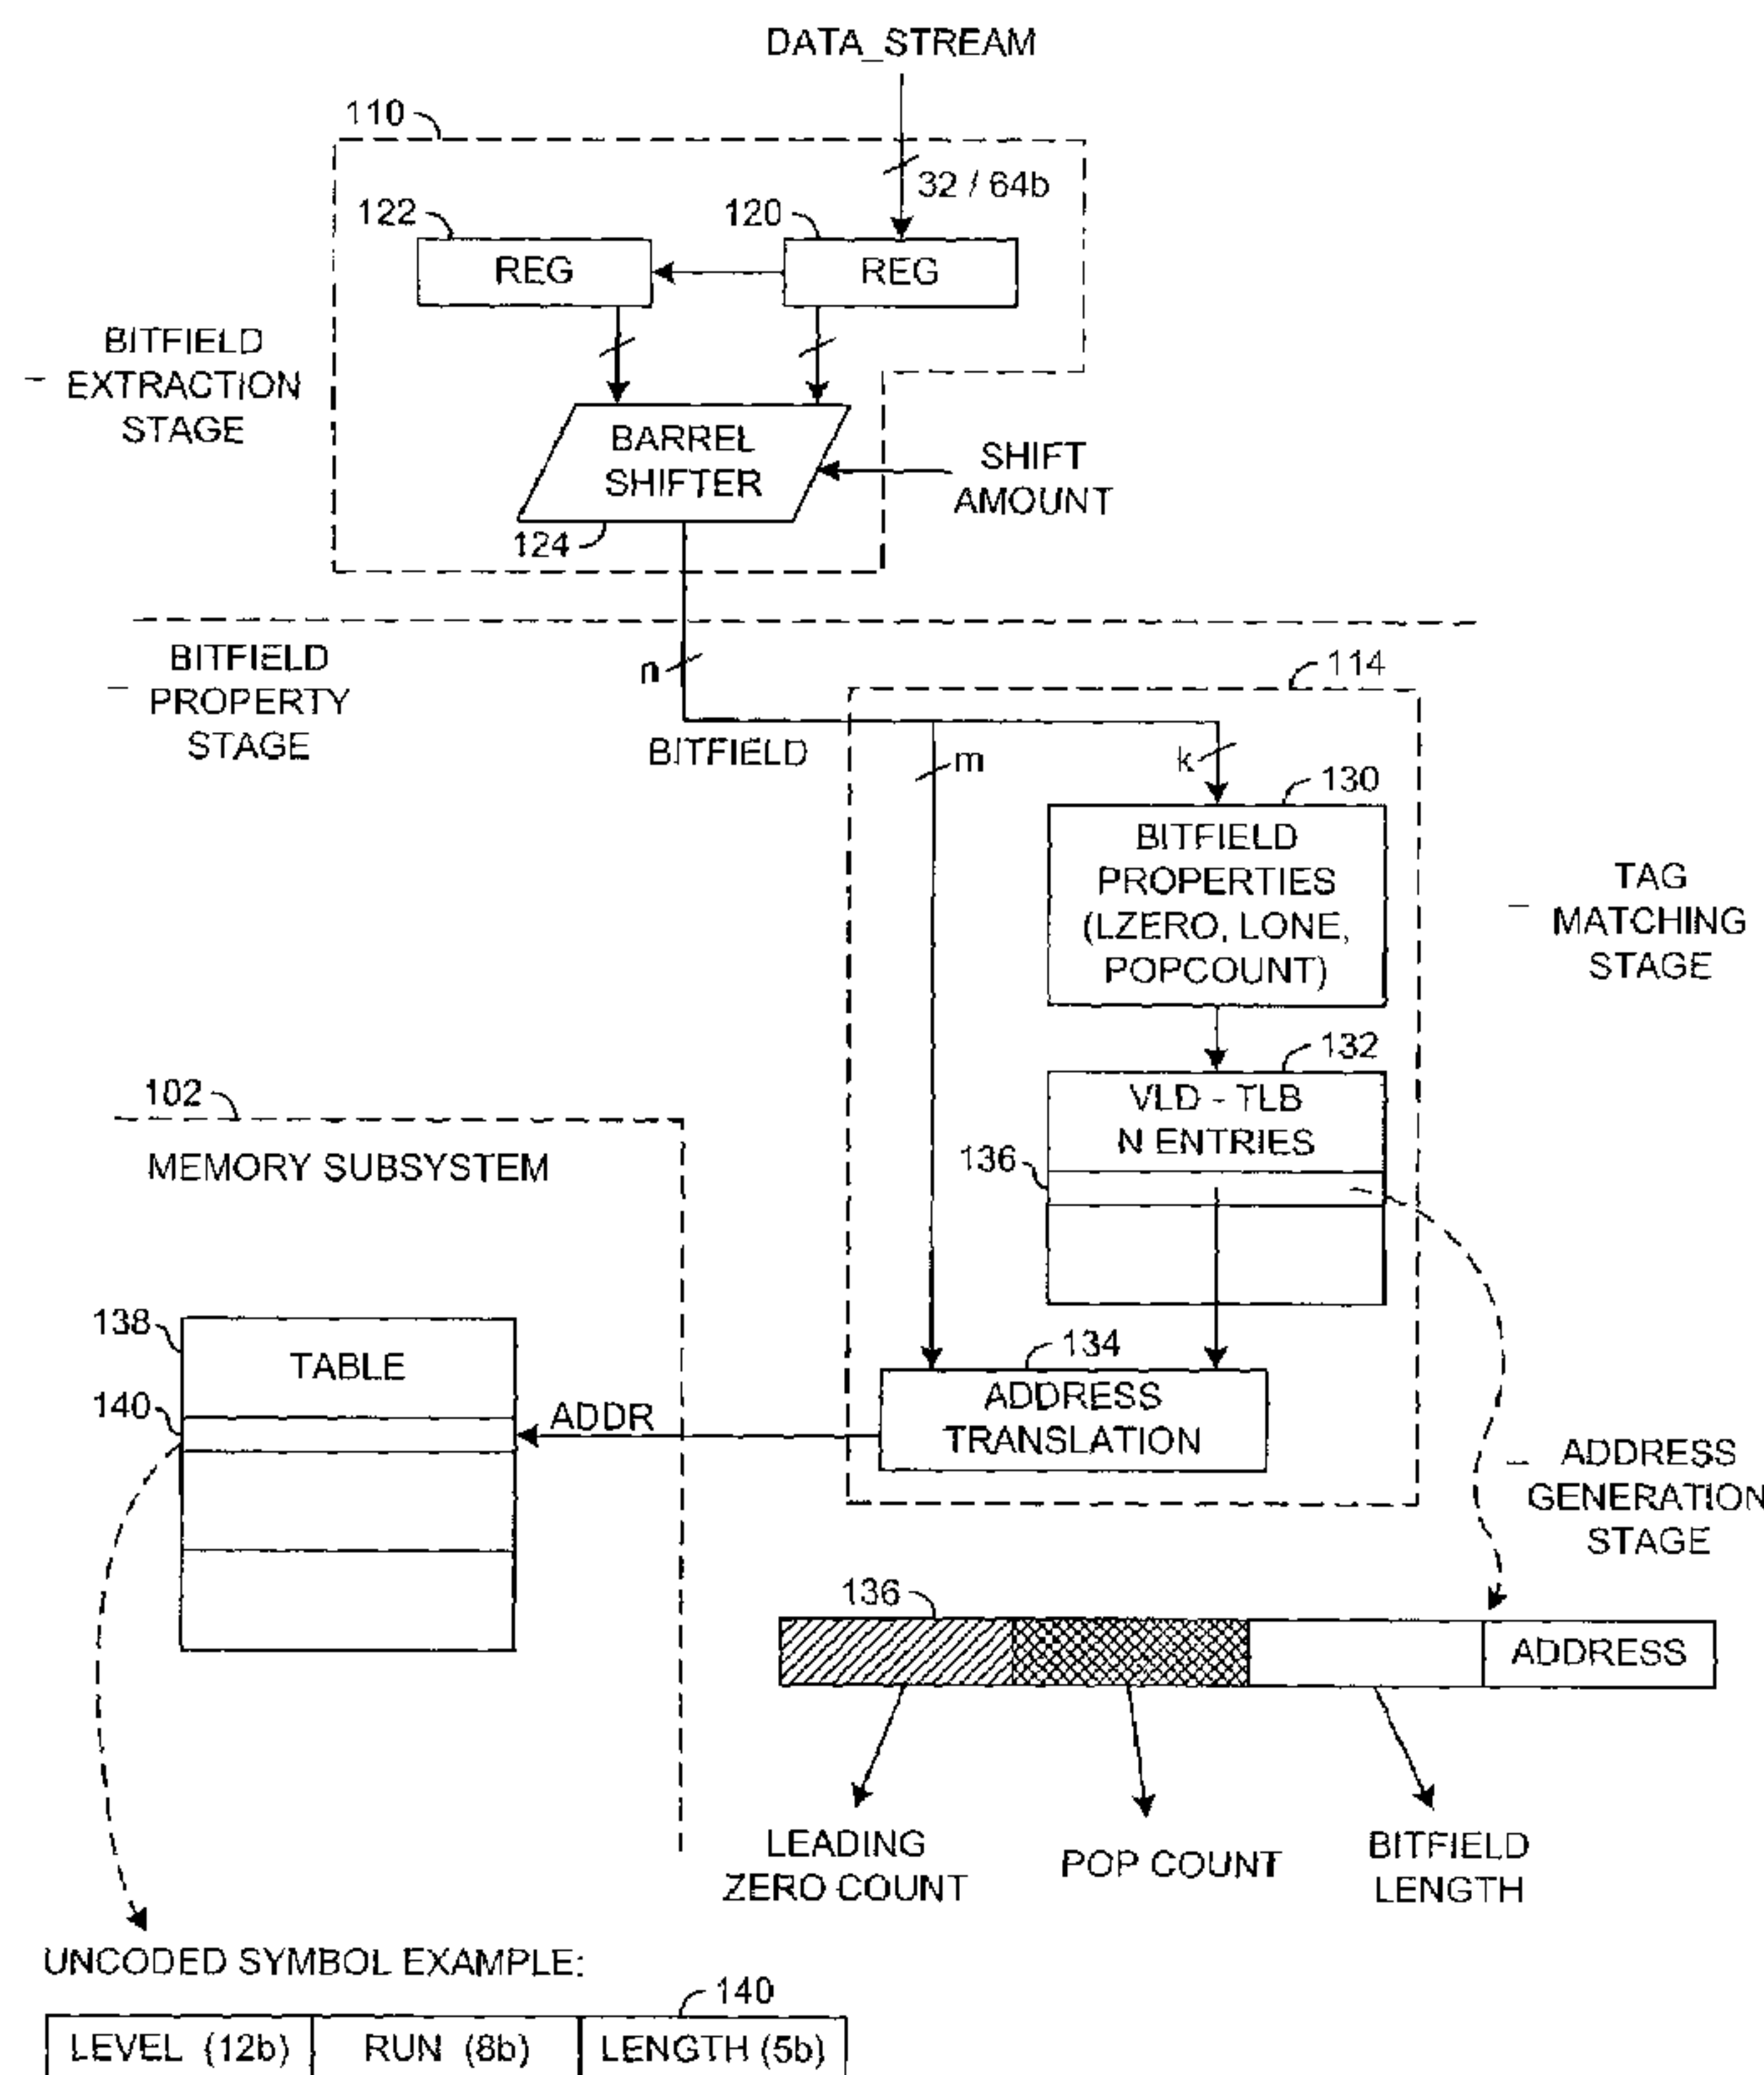 DATA_STREAM
110
32 / 64b
122
120
REG
REG
BITFIELD
EXTRACTION
STAGE
BARREL
SHIFTER
SHIFT
AMOUNT
124
BITFIELD
PROPERTY
STAGE
n
114
BITFIELD
m
k
130
BITFIELD
PROPERTIES
(LZERO, LONE,
POPCOUNT)
TAG
MATCHING
STAGE
132
102
VLD - TLB
N ENTRIES
MEMORY SUBSYSTEM
136
138
TABLE
134
140
ADDR
ADDRESS
TRANSLATION
ADDRESS
GENERATION
STAGE
136
ADDRESS
LEADING
ZERO COUNT
POP COUNT
BITFIELD
LENGTH
UNCODED SYMBOL EXAMPLE:
140
LEVEL (12b)
RUN (8b)
LENGTH (5b)